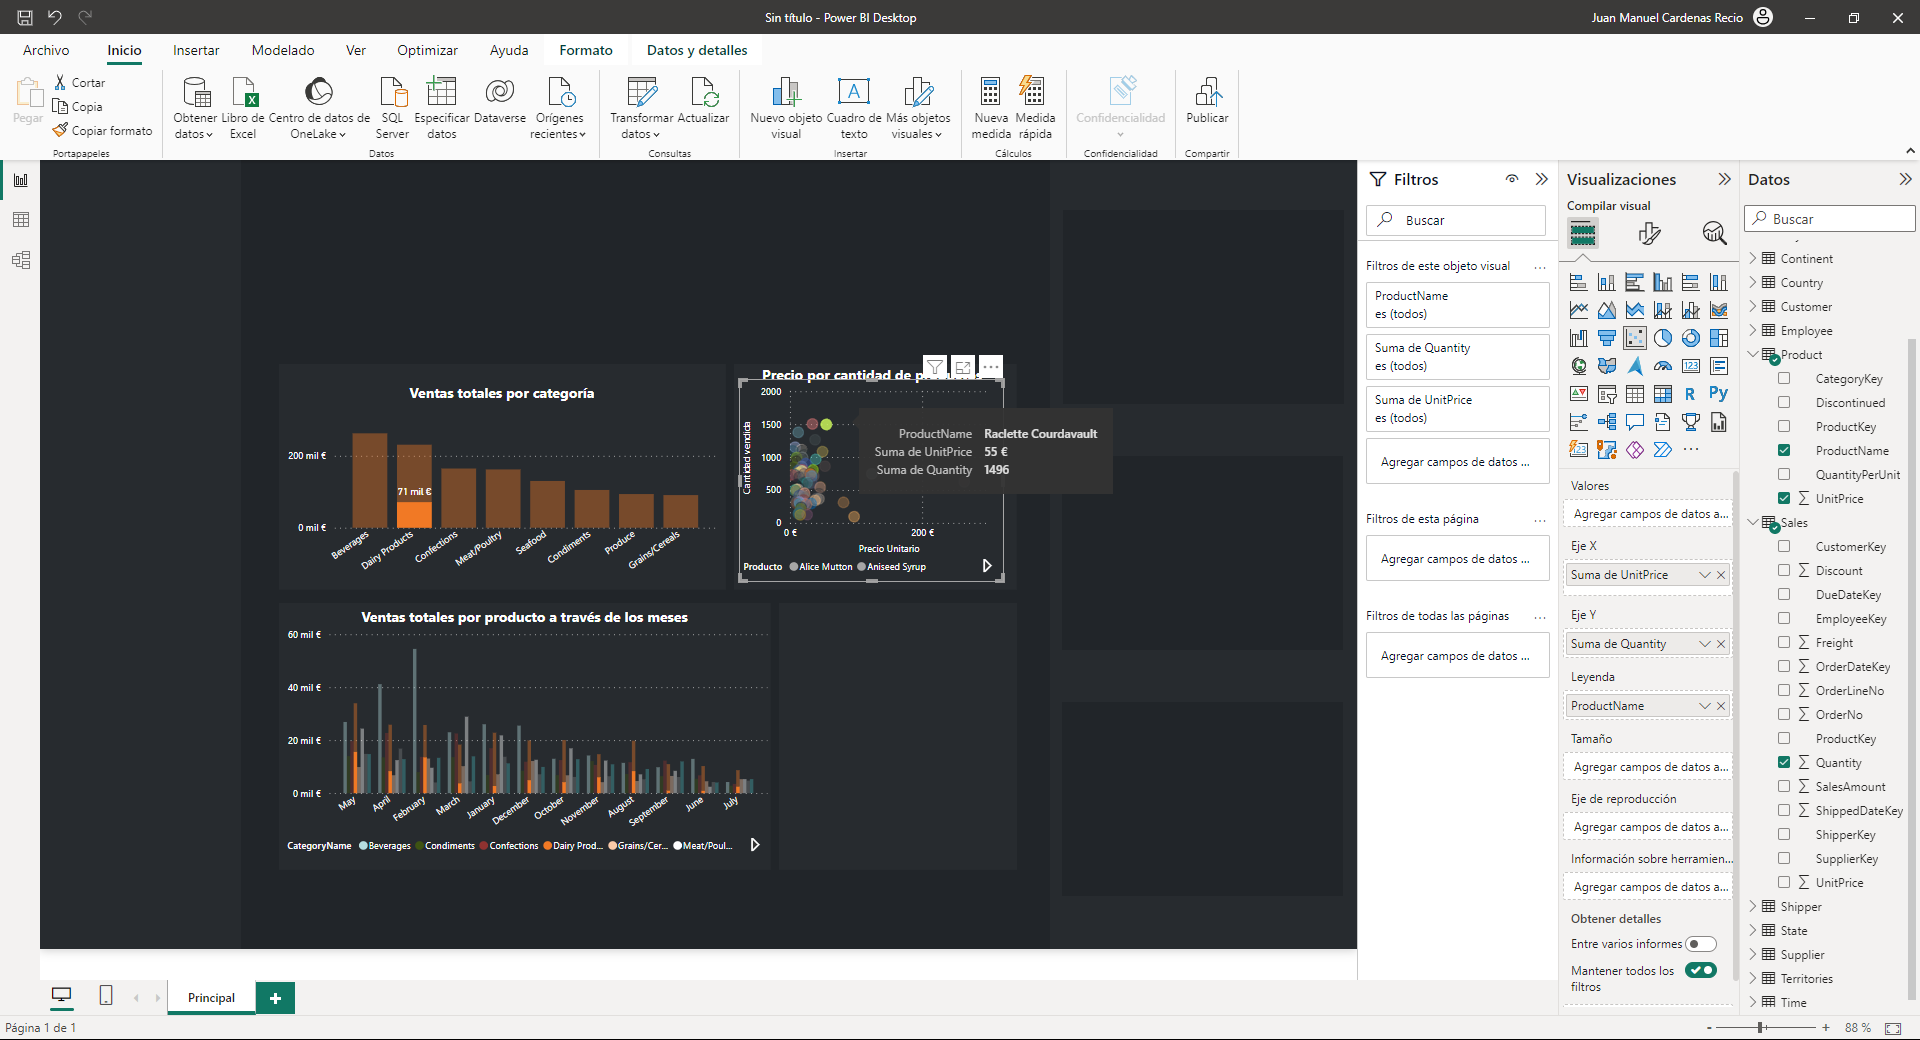 Sin título - Power BI Desktop
Juan Manuel Cardenas Recio
Archivo
Inicio
Insertar
Modelado
Ver
Optimizar
Ayuda
Formato
Datos y detalles
Pegar
Cortar
Copia
Copiar formato
Portapapeles
Obtener datos
Libro de Excel
Centro de datos de OneLake
SQL Server
Especificar datos
Dataverse
Orígenes recientes
Datos
Transformar datos
Actualizar
Consultas
Nuevo objeto visual
Cuadro de texto
Más objetos visuales
Insertar
Nueva medida
Medida rápida
Cálculos
Confidencialidad
Confidencialidad
Publicar
Compartir
Ventas totales por categoría
200 mil €
0 mil €
71 mil €
Beverages
Dairy Products
Confections
Meat/Poultry
Seafood
Condiments
Produce
Grains/Cereals
Precio por cantidad de p
Cantidad vendida
2000
1500
1000
500
0
0 €
200 €
Precio Unitario
Producto
Alice Mutton
Aniseed Syrup
ProductName Raclette Courdavault
Suma de UnitPrice 55 €
Suma de Quantity 1496
Ventas totales por producto a través de los meses
60 mil €
40 mil €
20 mil €
0 mil €
May
April
February
March
January
December
October
November
August
September
June
July
CategoryName
Beverages
Condiments
Confections
Dairy Prod...
Grains/Cer...
Meat/Poul...
Filtros
Buscar
Filtros de este objeto visual
...
ProductName
es (todos)
Suma de Quantity
es (todos)
Suma de UnitPrice
es (todos)
Agregar campos de datos ...
Filtros de esta página
...
Agregar campos de datos ...
Filtros de todas las páginas
...
Agregar campos de datos ...
Visualizaciones
Compilar visual
123
R
Py
123
...
Valores
Agregar campos de datos a...
Eje X
Suma de UnitPrice
Eje Y
Suma de Quantity
Leyenda
ProductName
Tamaño
Agregar campos de datos a...
Eje de reproducción
Agregar campos de datos a...
Información sobre herramien...
Agregar campos de datos a...
Obtener detalles
Entre varios informes
Mantener todos los
filtros
Datos
Buscar
Continent
Country
Customer
Employee
Product
CategoryKey
Discontinued
ProductKey
ProductName
QuantityPerUnit
UnitPrice
Sales
CustomerKey
Discount
DueDateKey
EmployeeKey
Freight
OrderDateKey
OrderLineNo
OrderNo
ProductKey
Quantity
SalesAmount
ShippedDateKey
ShipperKey
SupplierKey
UnitPrice
Shipper
State
Supplier
Territories
Time
Principal
Página 1 de 1
88 %